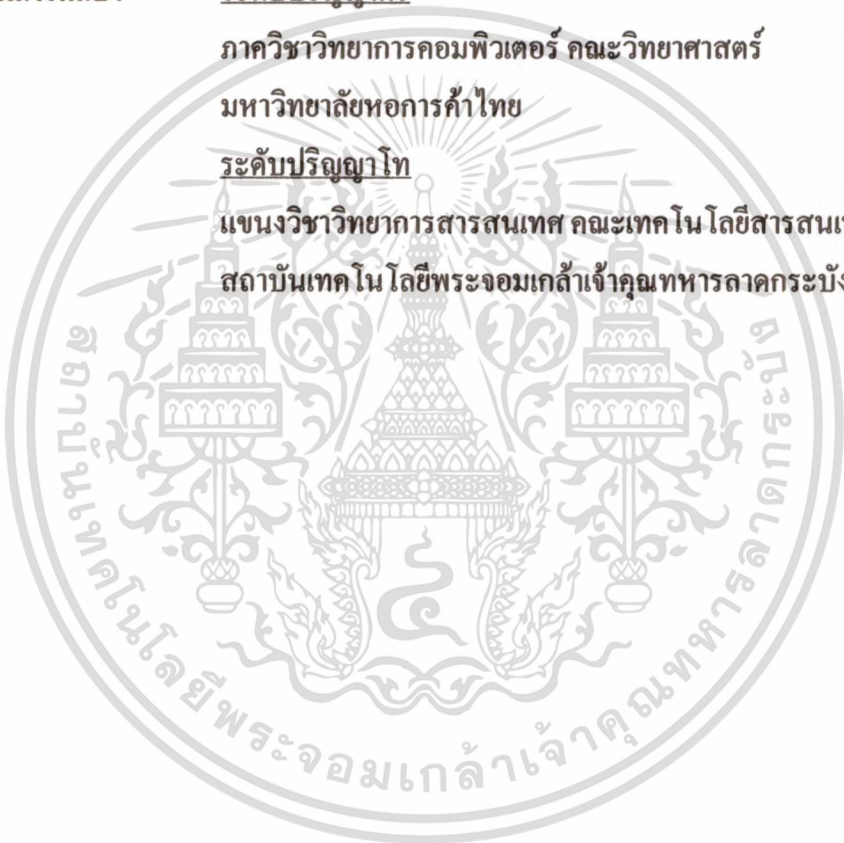 ภาควิชาวิทยาการคอมพิวเตอร์ คณะวิทยาศาสตร์
มหาวิทยาลัยหอการค้าไทย
ระดับปริญญาโท
แขนงวิชาวิทยาการสารสนเทศ คณะเทคโนโลยีสารสนเ
สถาบันเทคโนโลยีพระจอมเกล้าเจ้าคุณทหารลาดกระบัง
สถาบันเทคโนโลยีพระจอมเกล้าเจ้าคุณทหารลาดกระบัง